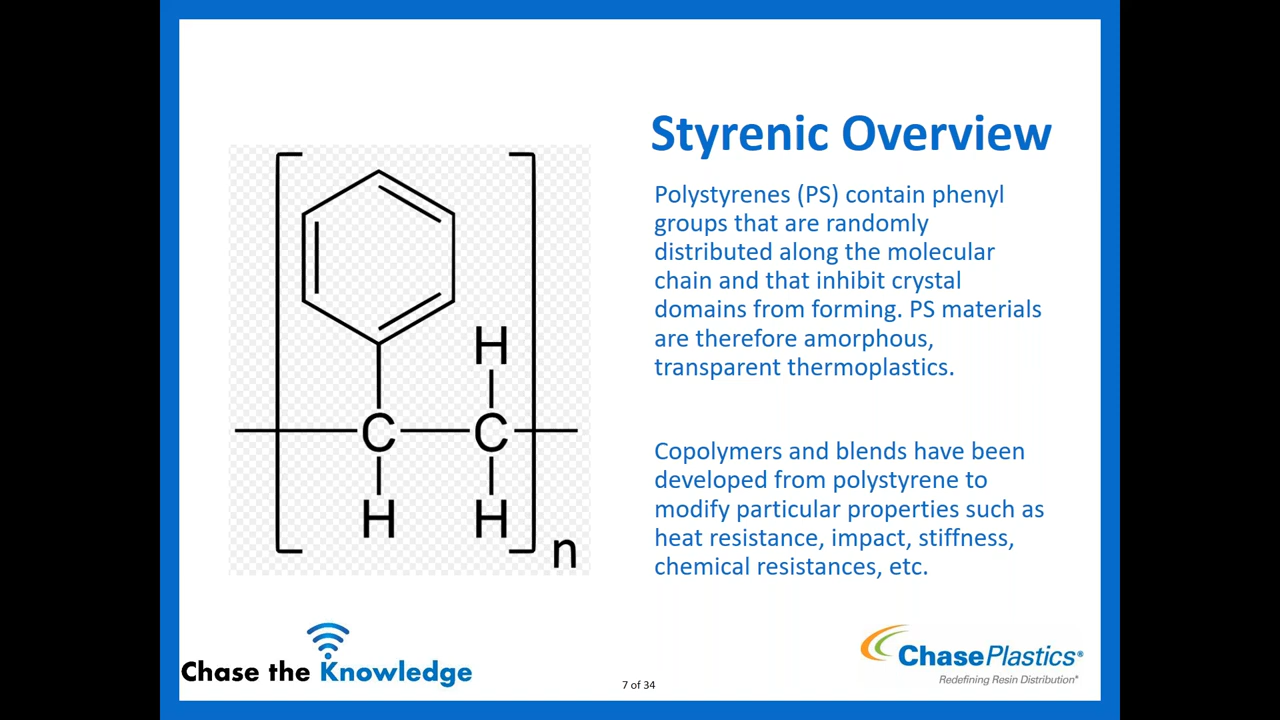 Styrenic Overview
Polystyrenes (PS) contain phenyl
groups that are randomly
distributed along the molecular
chain and that inhibit crystal
domains from forming. PS materials
are therefore amorphous,
transparent thermoplastics.
Copolymers and blends have been
developed from polystyrene to
modify particular properties such as
heat resistance, impact, stiffness,
chemical resistances, etc.
H
C C
H H
n
Chase the Knowledge
7 of 34
ChasePlastics®
Redefining Resin Distribution®